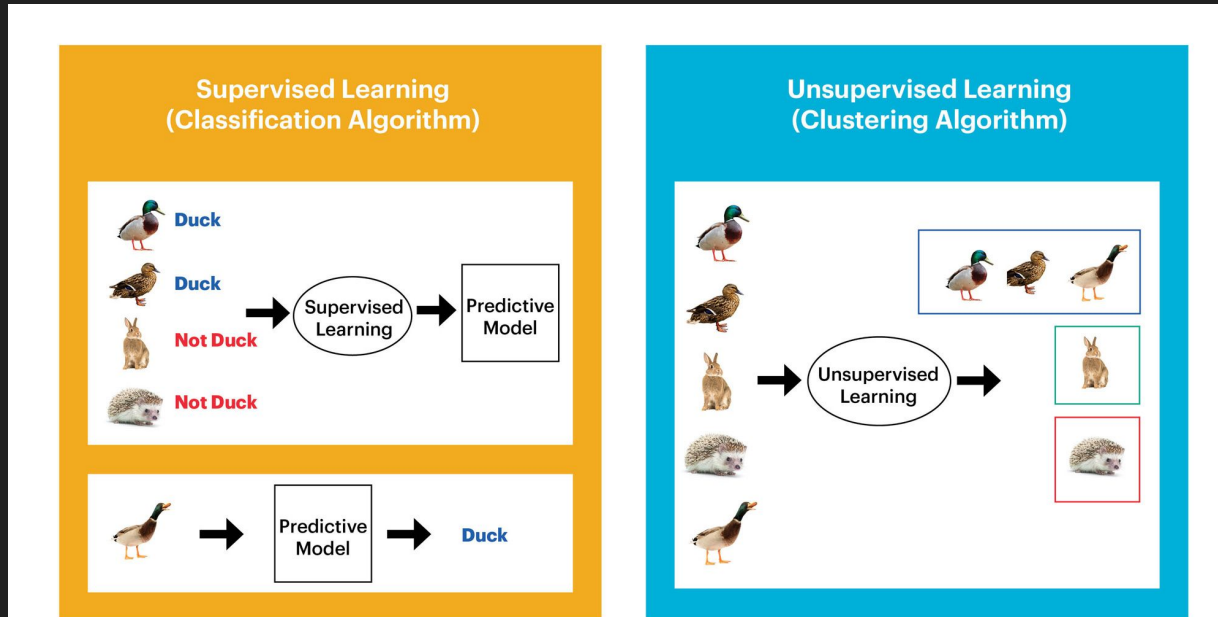 Supervised Learning
(Classification Algorithm)
Duck
Duck
Not Duck
Not Duck
Supervised
Learning
Predictive
Model
Predictive
Model
Duck
Unsupervised Learning
(Clustering Algorithm)
Unsupervised
Learning